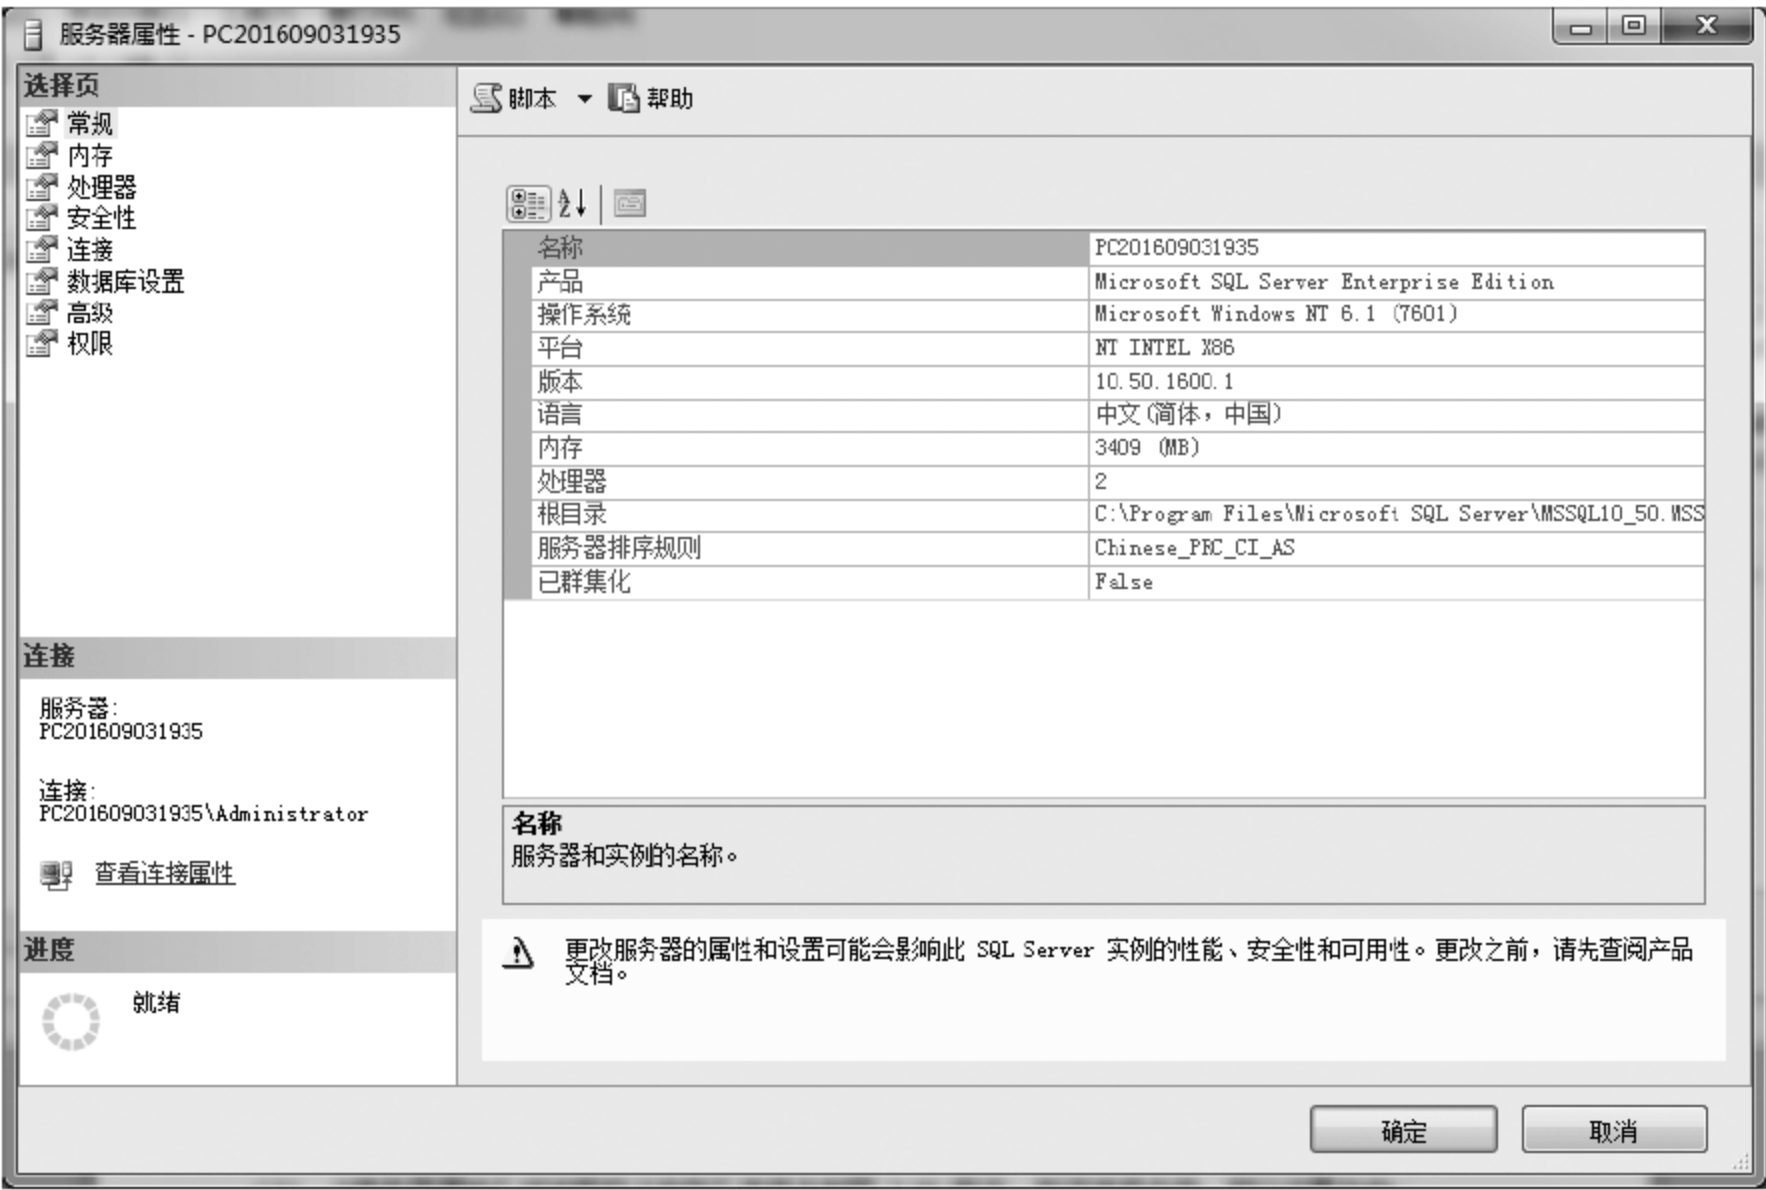 服务器属性 - PC201609031935
选择页
常规
内存
处理器
安全性
连接
数据库设置
高级
权限
连接
服务器:
PC201609031935
连接:
PC201609031935\Administrator
查看连接属性
进度
就绪
脚本 帮助
名称 PC201609031935
产品 Microsoft SQL Server Enterprise Edition
操作系统 Microsoft Windows NT 6.1 (7601)
平台 NT INTEL X86
版本 10.50.1600.1
语言 中文(简体，中国)
内存 3409 (MB)
处理器 2
根目录 C:\Program Files\Microsoft SQL Server\MSSQL10_50.MSS
服务器排序规则 Chinese_PRC_CI_AS
已群集化 False
名称
服务器和实例的名称。
更改服务器的属性和设置可能会影响此 SQL Server 实例的性能、安全性和可用性。更改之前，请先查阅产品
文档。
确定 取消